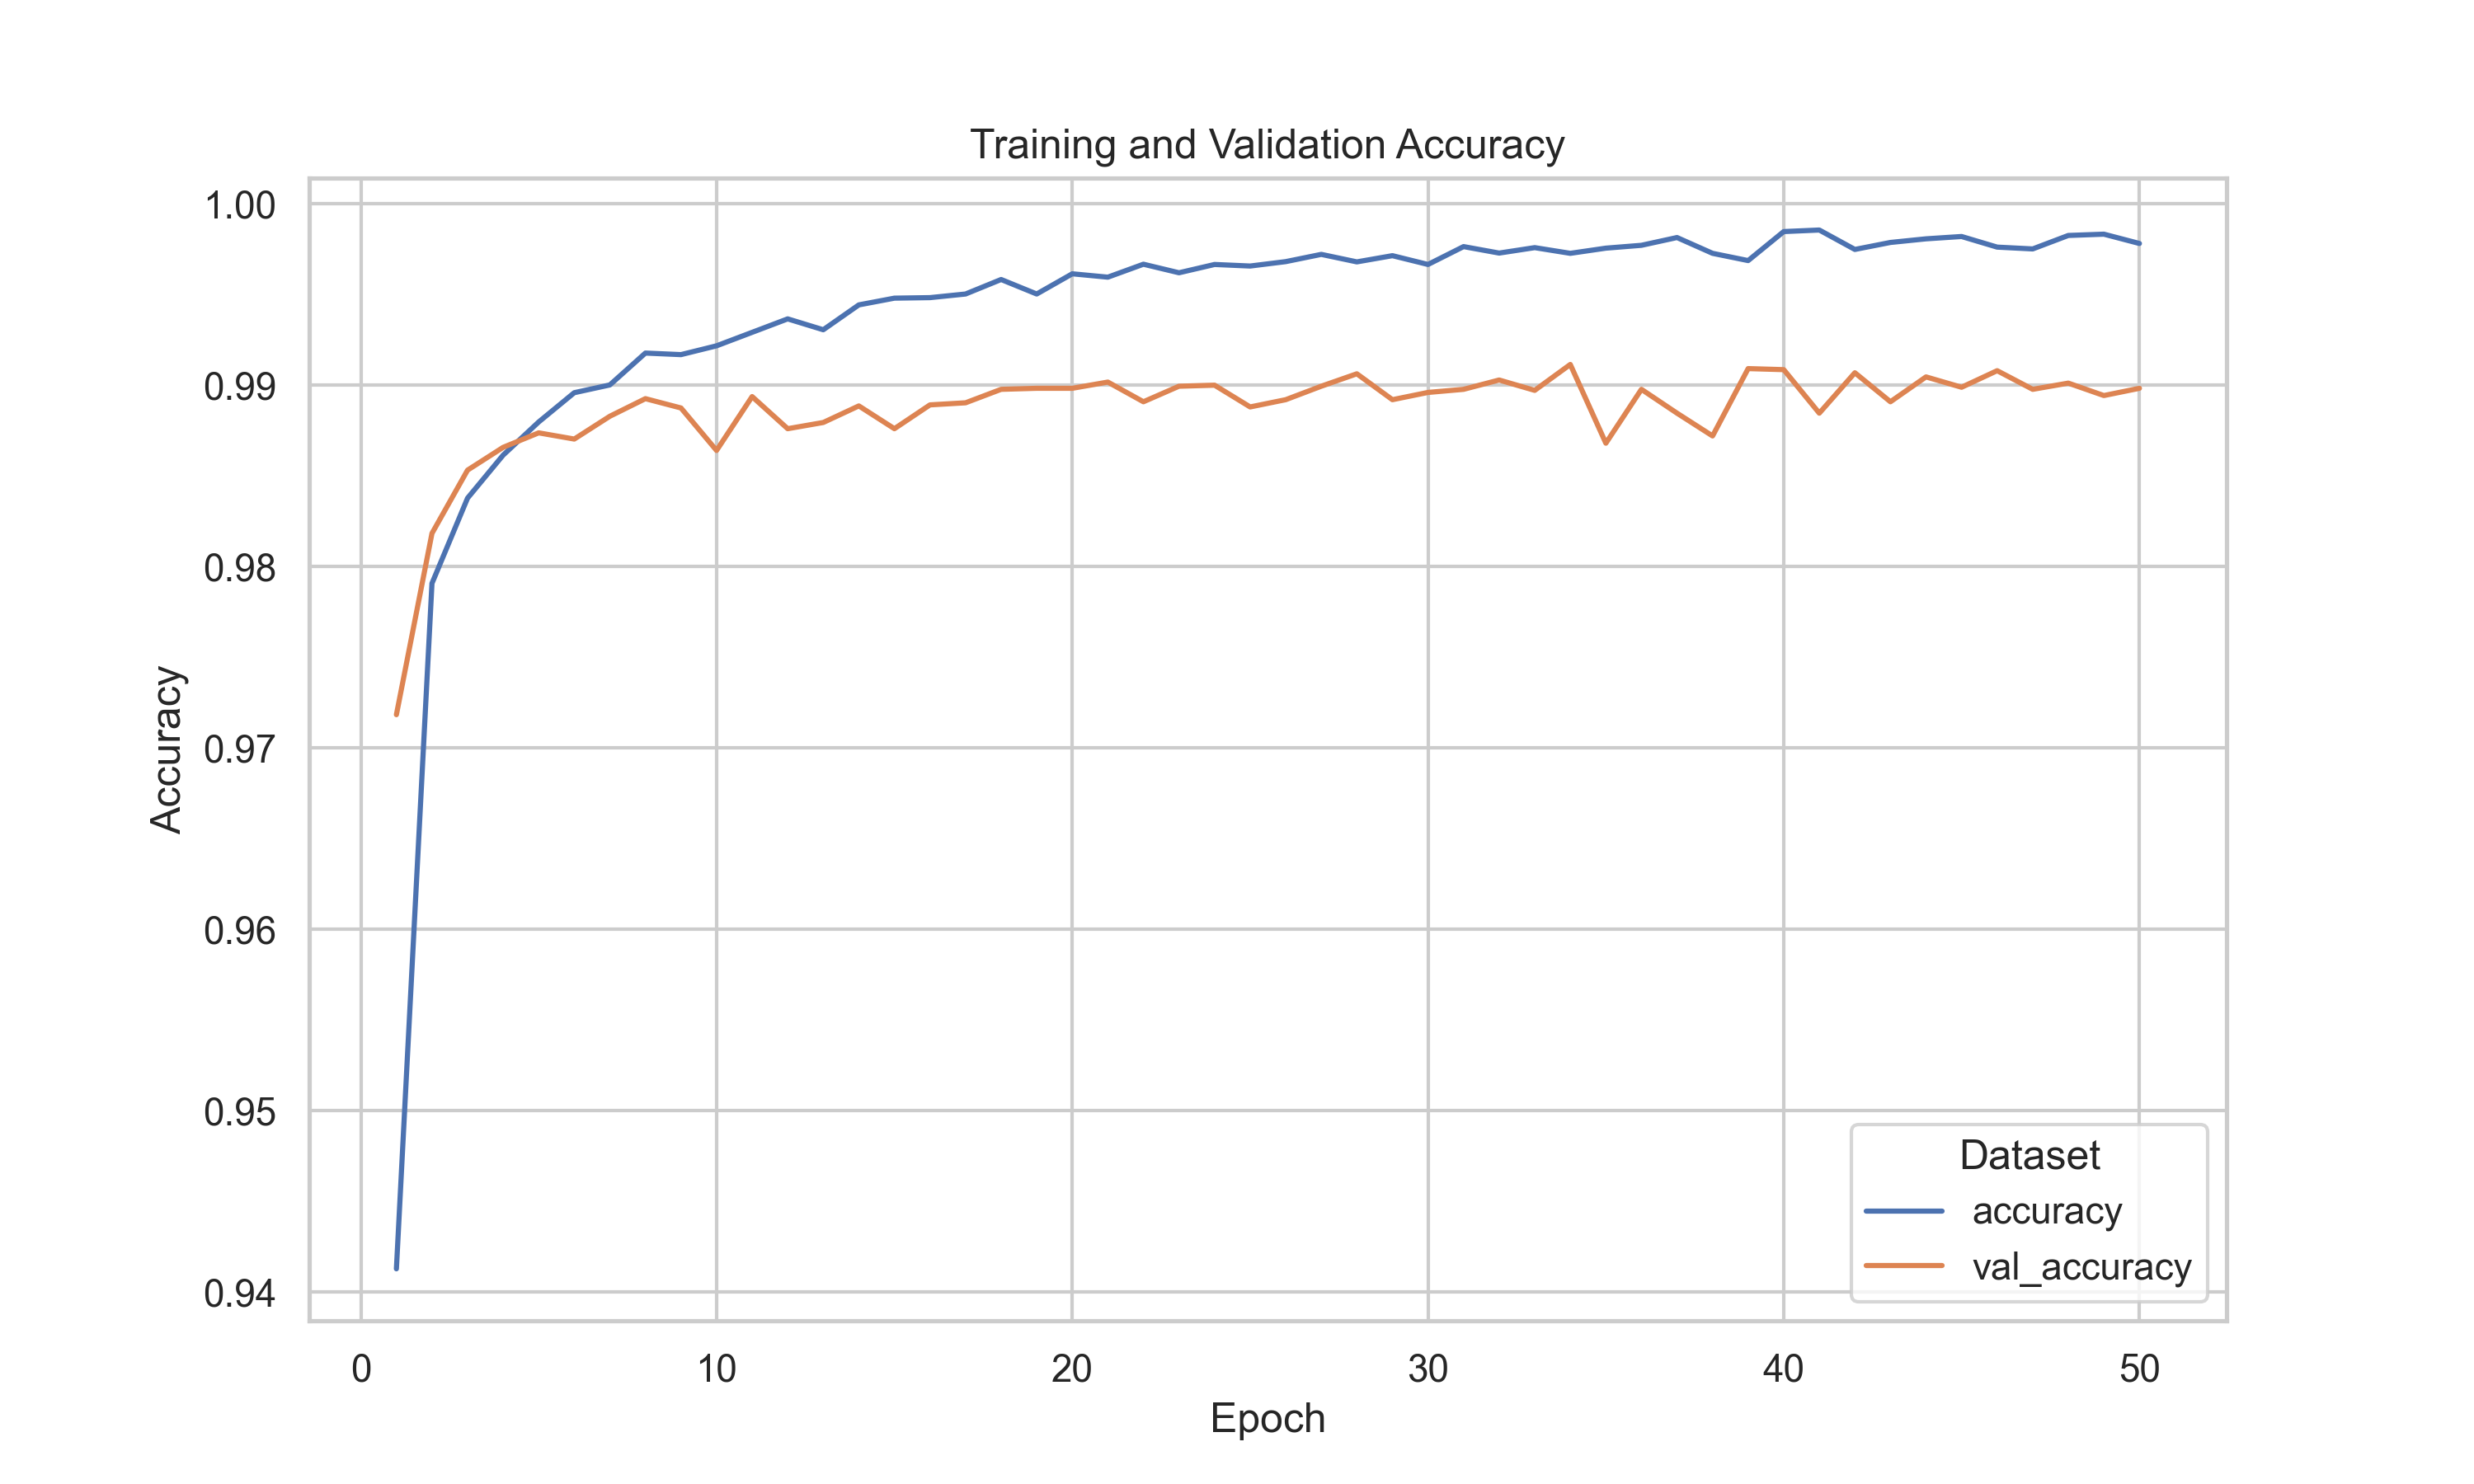 Training and Validation Accuracy
1.00
0.99
0.98
0.97
0.96
0.95
0.94
Accuracy
Dataset
accuracy
val_accuracy
0 10 20 30 40 50
Epoch